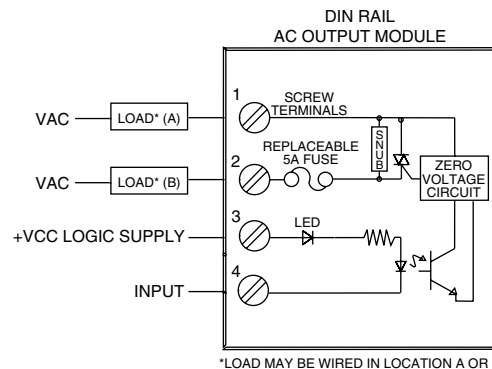 DIN RAIL
AC OUTPUT MODULE
1
SCREW
TERMINALS
VAC
LOAD* (A)
SNUB
REPLACEABLE
5A FUSE
2
ZERO
VOLTAGE
CIRCUIT
VAC
LOAD* (B)
3
LED
+VCC LOGIC SUPPLY
4
INPUT
*LOAD MAY BE WIRED IN LOCATION A OR